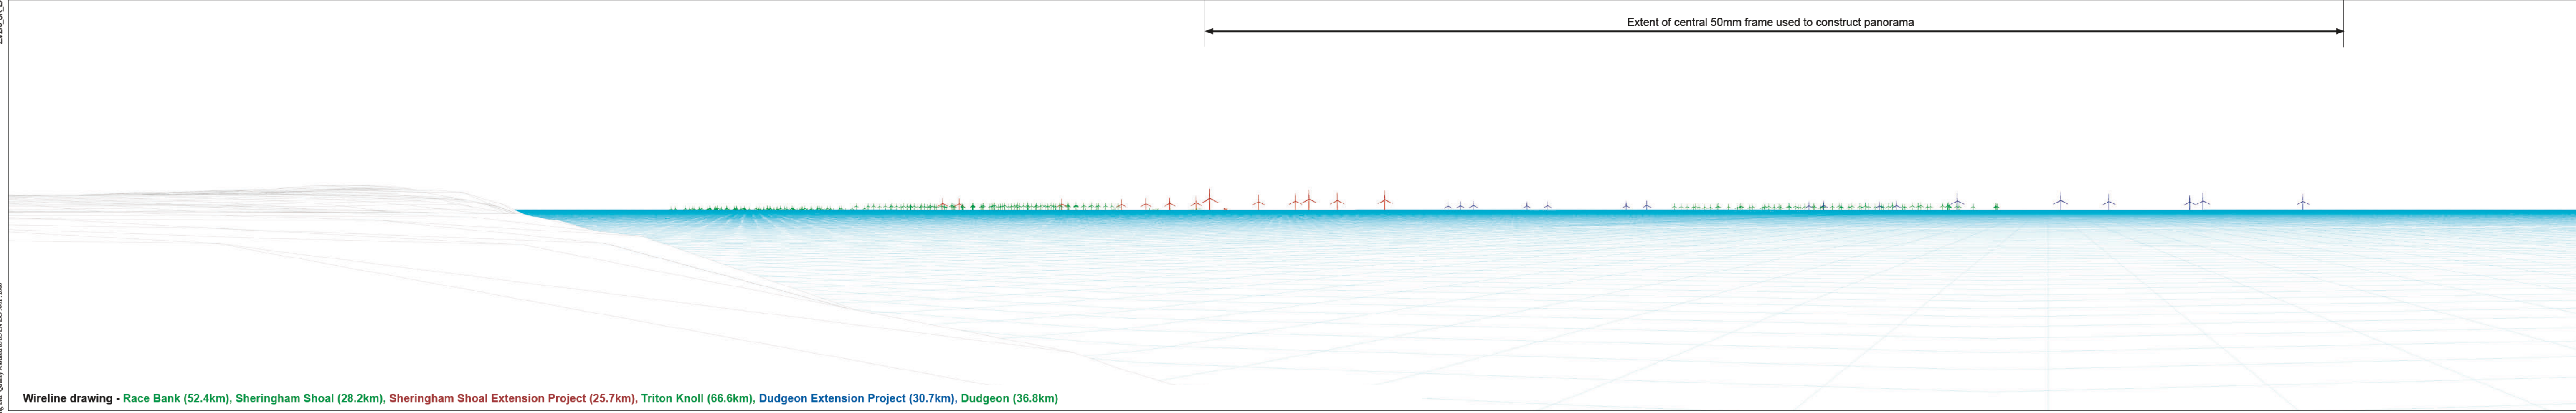 Extent of central 50mm frame used to construct panorama
Wireline drawing - Race Bank (52.4km), Sheringham Shoal (28.2km), Sheringham Shoal Extension Project (25.7km), Triton Knoll (66.6km), Dudgeon Extension Project (30.7km), Dudgeon (36.8km)